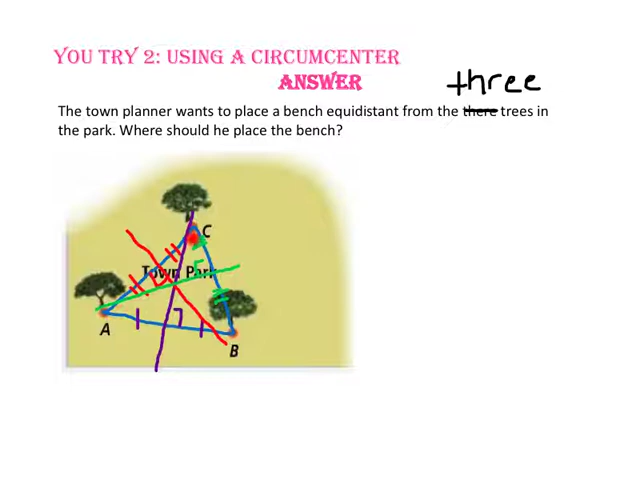 YOU TRY 2: USING A CIRCUMCENTER
ANSWER
three
The town planner wants to place a bench equidistant from the there trees in
the park. Where should he place the bench?
C
Town Park
A
B